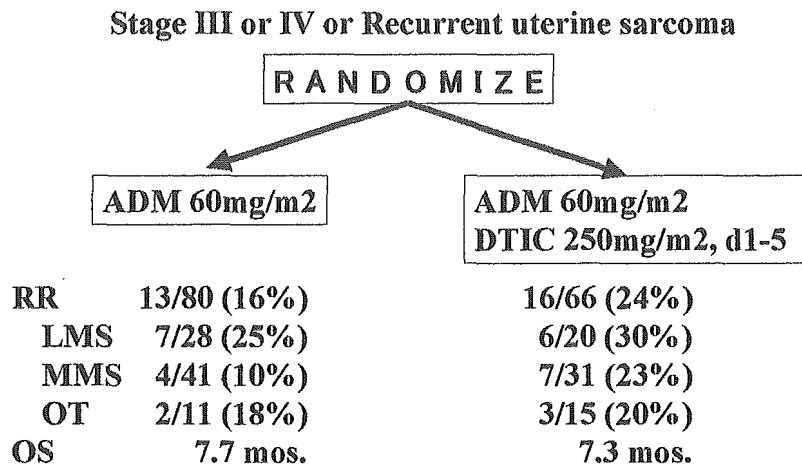 Stage III or IV or Recurrent uterine sarcoma
RANDOMIZE
ADM 60mg/m2
ADM 60mg/m2
DTIC 250mg/m2, d1-5
RR 13/80 (16%) 16/66 (24%)
LMS 7/28 (25%) 6/20 (30%)
MMS 4/41 (10%) 7/31 (23%)
OT 2/11 (18%) 3/15 (20%)
OS 7.7 mos. 7.3 mos.